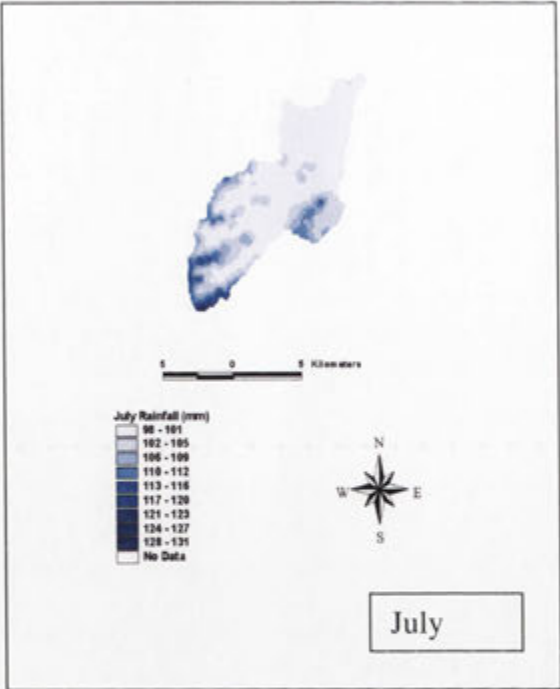 5 0 5 Kilometers
July Rainfall (mm)
98 - 101
102 - 105
106 - 109
110 - 112
113 - 116
117 - 120
121 - 123
124 - 127
128 - 131
No Data
N
W E
S
July